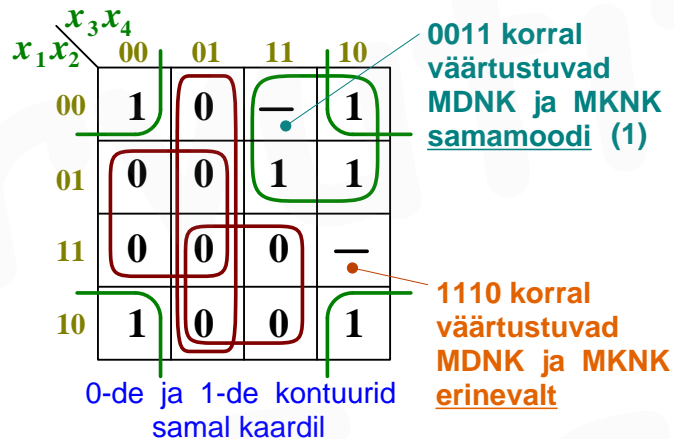 x3x4
x1x2
00 01 11 10
00 1 0 — 1
01 0 0 1 1
11 0 0 0 —
10 1 0 0 1
0011 korral
väärtustuvad
MDNK ja MKNK
samamoodi (1)
1110 korral
väärtustuvad
MDNK ja MKNK
erinevalt
0-de ja 1-de kontuurid
samal kaardil